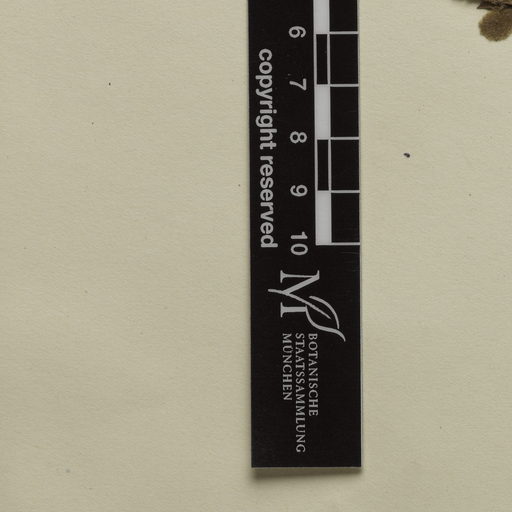 6 7 8 9 10
copyright reserved
BOTANISCHE
STAATSSAMMLUNG
MÜNCHEN